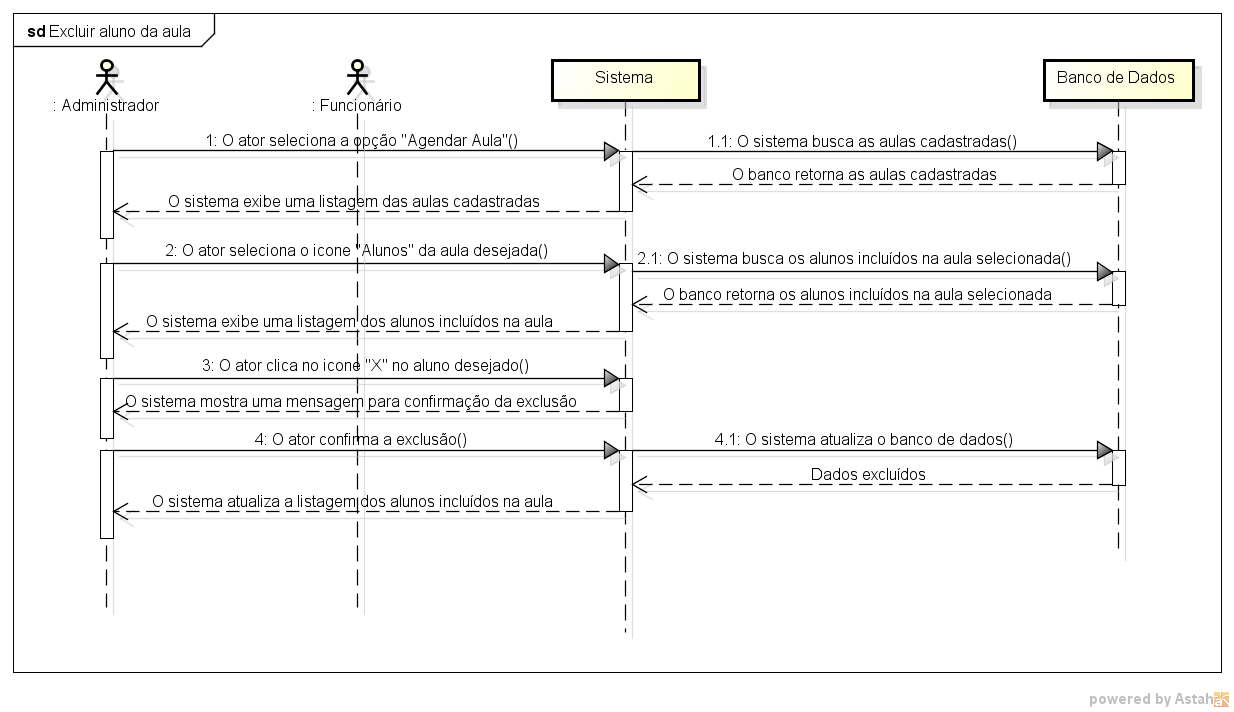 sd Excluir aluno da aula
: Administrador
: Funcionário
Sistema
Banco de Dados
1: O ator seleciona a opção "Agendar Aula"()
1.1: O sistema busca as aulas cadastradas()
O banco retorna as aulas cadastradas
O sistema exibe uma listagem das aulas cadastradas
2: O ator seleciona o icone "Alunos" da aula desejada()
2.1: O sistema busca os alunos incluídos na aula selecionada()
O banco retorna os alunos incluídos na aula selecionada
O sistema exibe uma listagem dos alunos incluídos na aula
3: O ator clica no icone "X" no aluno desejado()
O sistema mostra uma mensagem para confirmação da exclusão
4: O ator confirma a exclusão()
4.1: O sistema atualiza o banco de dados()
Dados excluídos
O sistema atualiza a listagem dos alunos incluídos na aula
powered by Astah